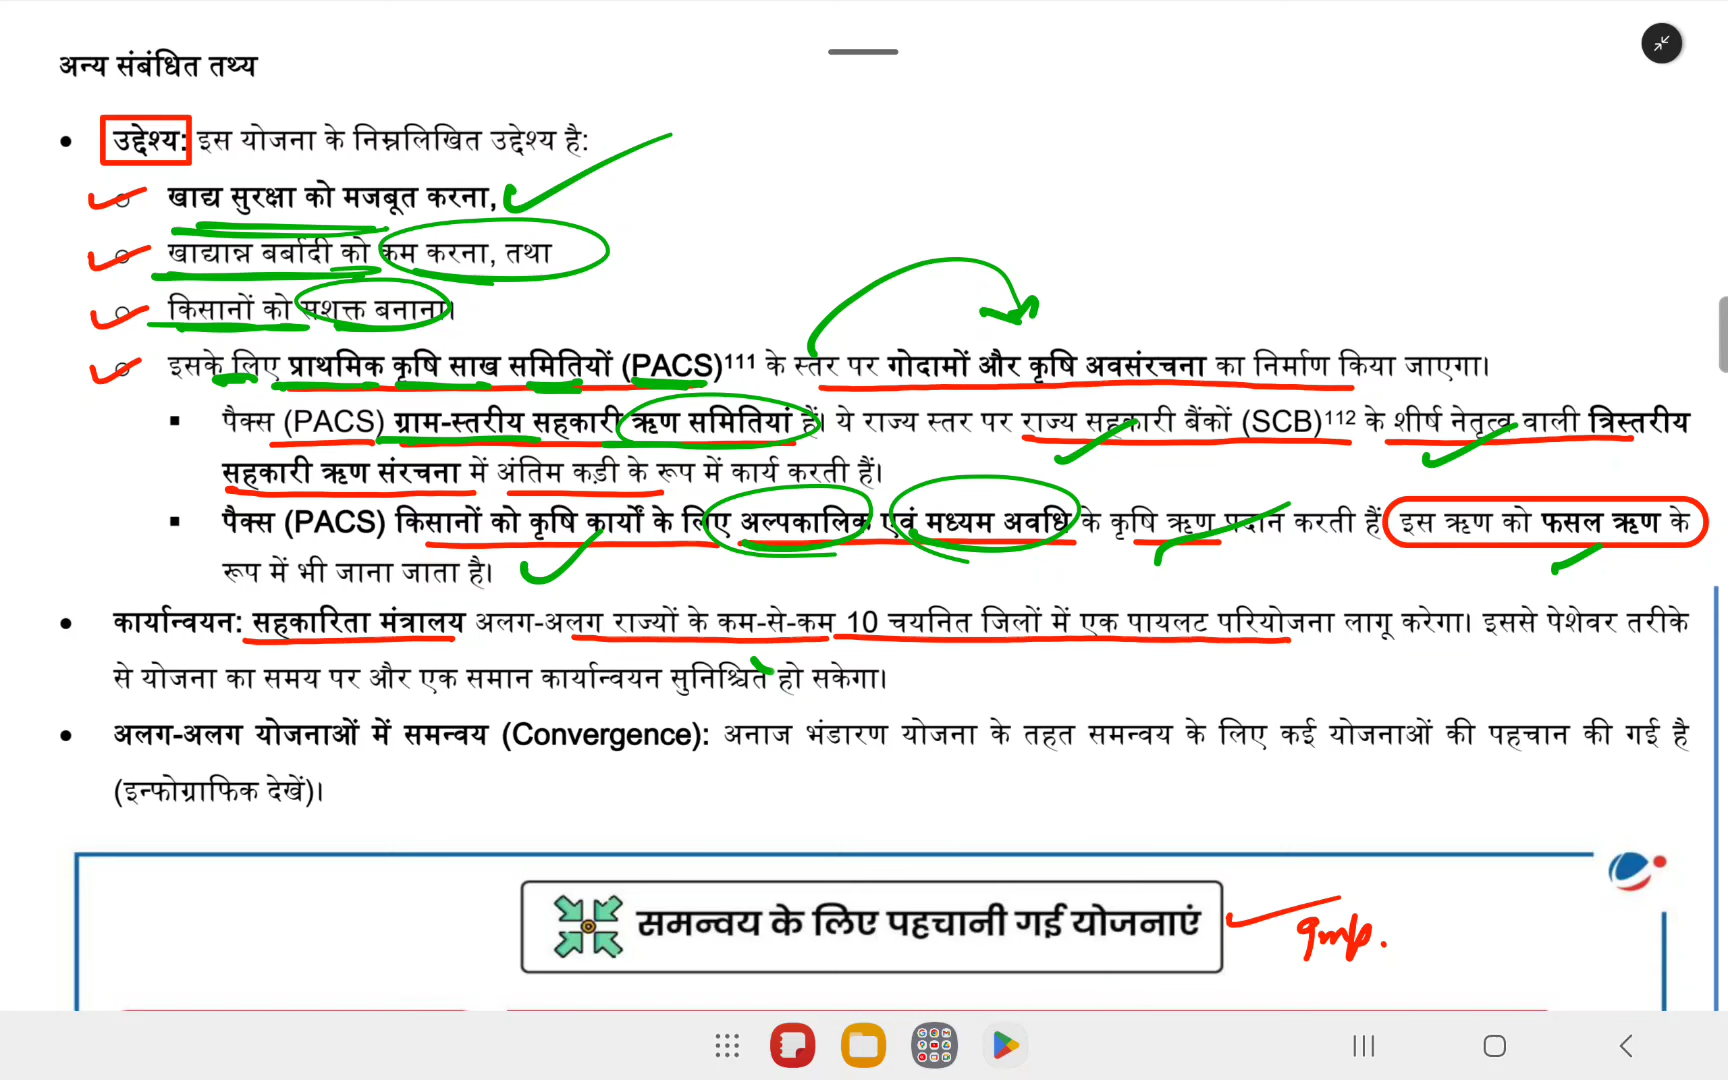 अन्य संबंधित तथ्य
• उद्देश्य: इस योजना के निम्नलिखित उद्देश्य है:
○ खाद्य सुरक्षा को मजबूत करना,
○ खाद्यान्न बर्बादी को कम करना, तथा
○ किसानों को सशक्त बनाना।
○ इसके लिए प्राथमिक कृषि साख समितियों (PACS)¹¹¹ के स्तर पर गोदामों और कृषि अवसंरचना का निर्माण किया जाएगा।
▪ पैक्स (PACS) ग्राम-स्तरीय सहकारी ऋण समितियां हैं। ये राज्य स्तर पर राज्य सहकारी बैंकों (SCB)¹¹² के शीर्ष नेतृत्व वाली त्रिस्तरीय
सहकारी ऋण संरचना में अंतिम कड़ी के रूप में कार्य करती हैं।
▪ पैक्स (PACS) किसानों को कृषि कार्यों के लिए अल्पकालिक एवं मध्यम अवधि के कृषि ऋण प्रदान करती हैं इस ऋण को फसल ऋण के
रूप में भी जाना जाता है।
• कार्यान्वयन: सहकारिता मंत्रालय अलग-अलग राज्यों के कम-से-कम 10 चयनित जिलों में एक पायलट परियोजना लागू करेगा। इससे पेशेवर तरीके
से योजना का समय पर और एक समान कार्यान्वयन सुनिश्चित हो सकेगा।
• अलग-अलग योजनाओं में समन्वय (Convergence): अनाज भंडारण योजना के तहत समन्वय के लिए कई योजनाओं की पहचान की गई है
(इन्फोग्राफिक देखें)।
समन्वय के लिए पहचानी गई योजनाएं
Imp.